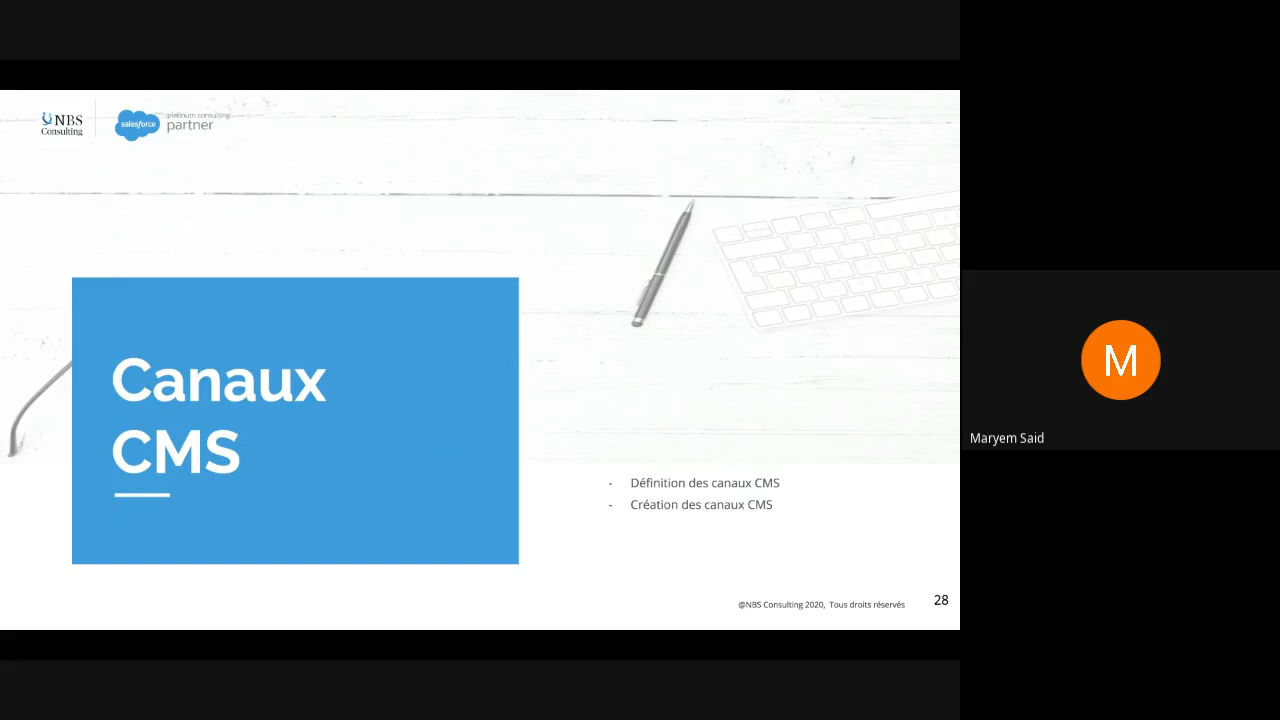 NBS
Consulting
salesforce
platinum consulting
partner
Canaux
CMS
- Définition des canaux CMS
- Création des canaux CMS
@NBS Consulting 2020, Tous droits réservés
28
M
Maryem Said